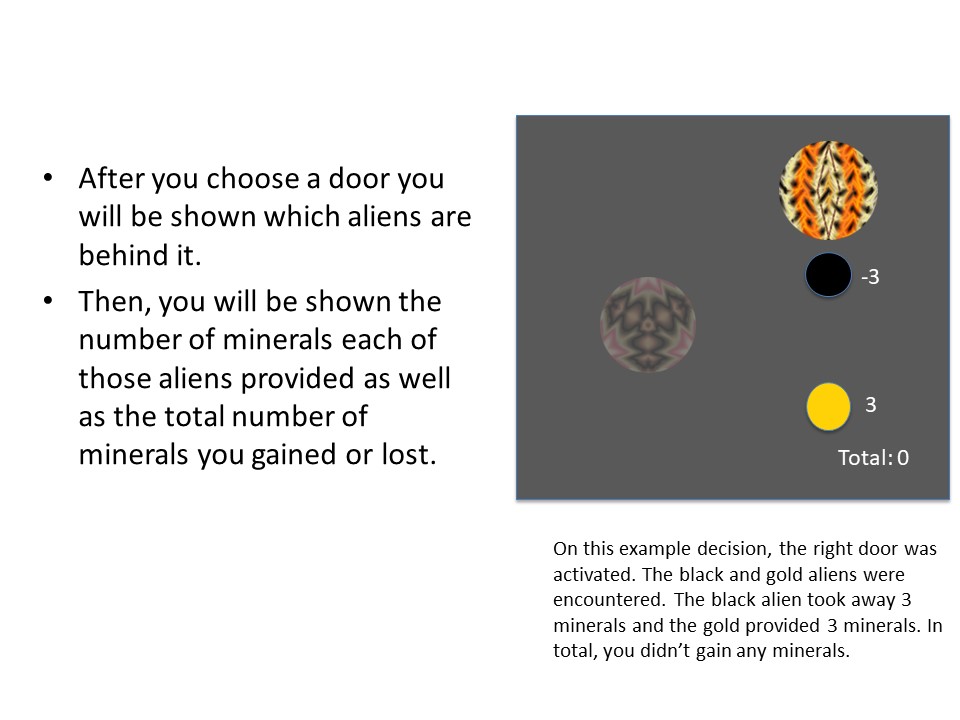 • After you choose a door you
will be shown which aliens are
behind it.
• Then, you will be shown the
number of minerals each of
those aliens provided as well
as the total number of
minerals you gained or lost.
-3
3
Total: 0
On this example decision, the right door was
activated. The black and gold aliens were
encountered. The black alien took away 3
minerals and the gold provided 3 minerals. In
total, you didn’t gain any minerals.